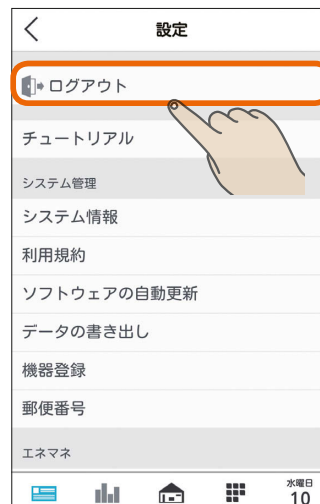 設定
ログアウト
チュートリアル
システム管理
システム情報
利用規約
ソフトウェアの自動更新
データの書き出し
機器登録
郵便番号
エネマネ
水曜日
10